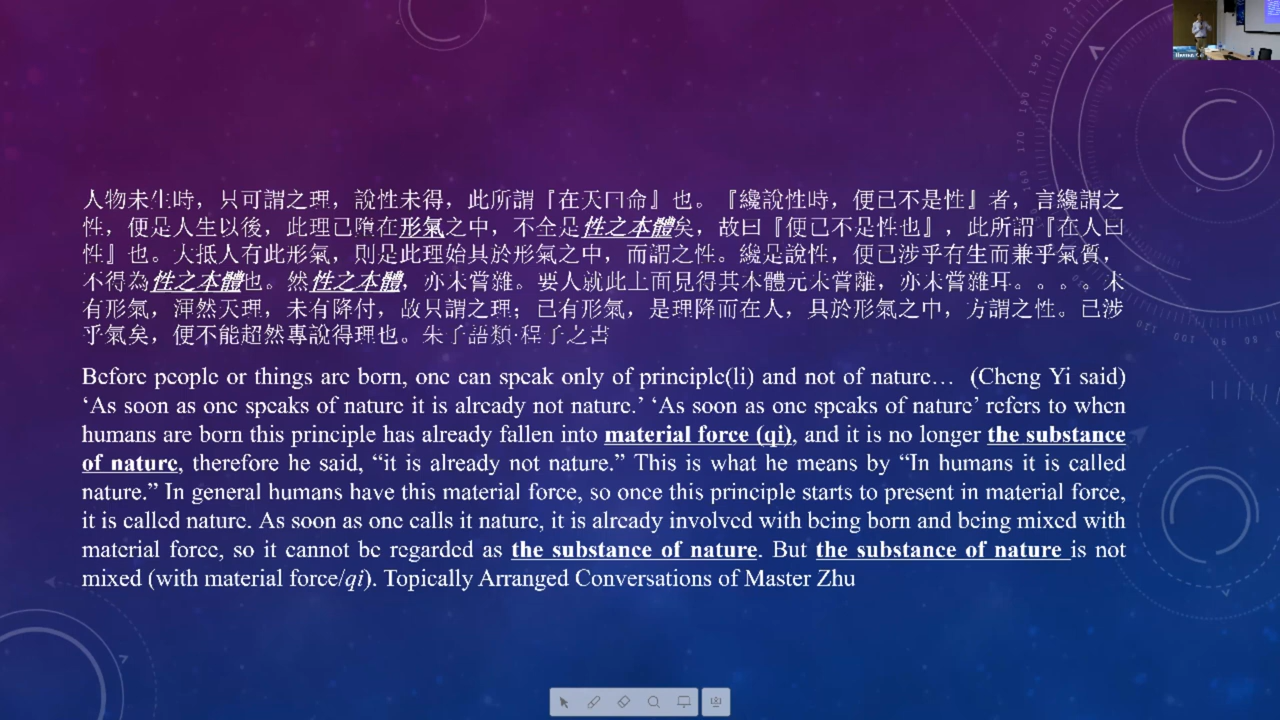 人物未生時，只可謂之理，說性未得，此所謂『在天曰命』也。『纔說性時，便已不是性』者，言纔謂之
性，便是人生以後，此理已墮在形氣之中，不全是性之本體矣，故曰『便已不是性也』，此所謂『在人曰
性』也。大抵人有此形氣，則是此理始具於形氣之中，而謂之性。纔是說性，便已涉乎有生而兼乎氣質，
不得為性之本體也。然性之本體，亦未嘗雜。要人就此上面見得其本體元未嘗離，亦未嘗雜耳。。。。未
有形氣，渾然天理，未有降付，故只謂之理；已有形氣，是理降而在人，具於形氣之中，方謂之性。已涉
乎氣矣，便不能超然專說得理也。朱子語類·程子之書
Before people or things are born, one can speak only of principle(li) and not of nature… (Cheng Yi said)
‘As soon as one speaks of nature it is already not nature.’ ‘As soon as one speaks of nature’ refers to when
humans are born this principle has already fallen into material force (qi), and it is no longer the substance
of nature, therefore he said, “it is already not nature.” This is what he means by “In humans it is called
nature.” In general humans have this material force, so once this principle starts to present in material force,
it is called nature. As soon as one calls it nature, it is already involved with being born and being mixed with
material force, so it cannot be regarded as the substance of nature. But the substance of nature is not
mixed (with material force/qi). Topically Arranged Conversations of Master Zhu